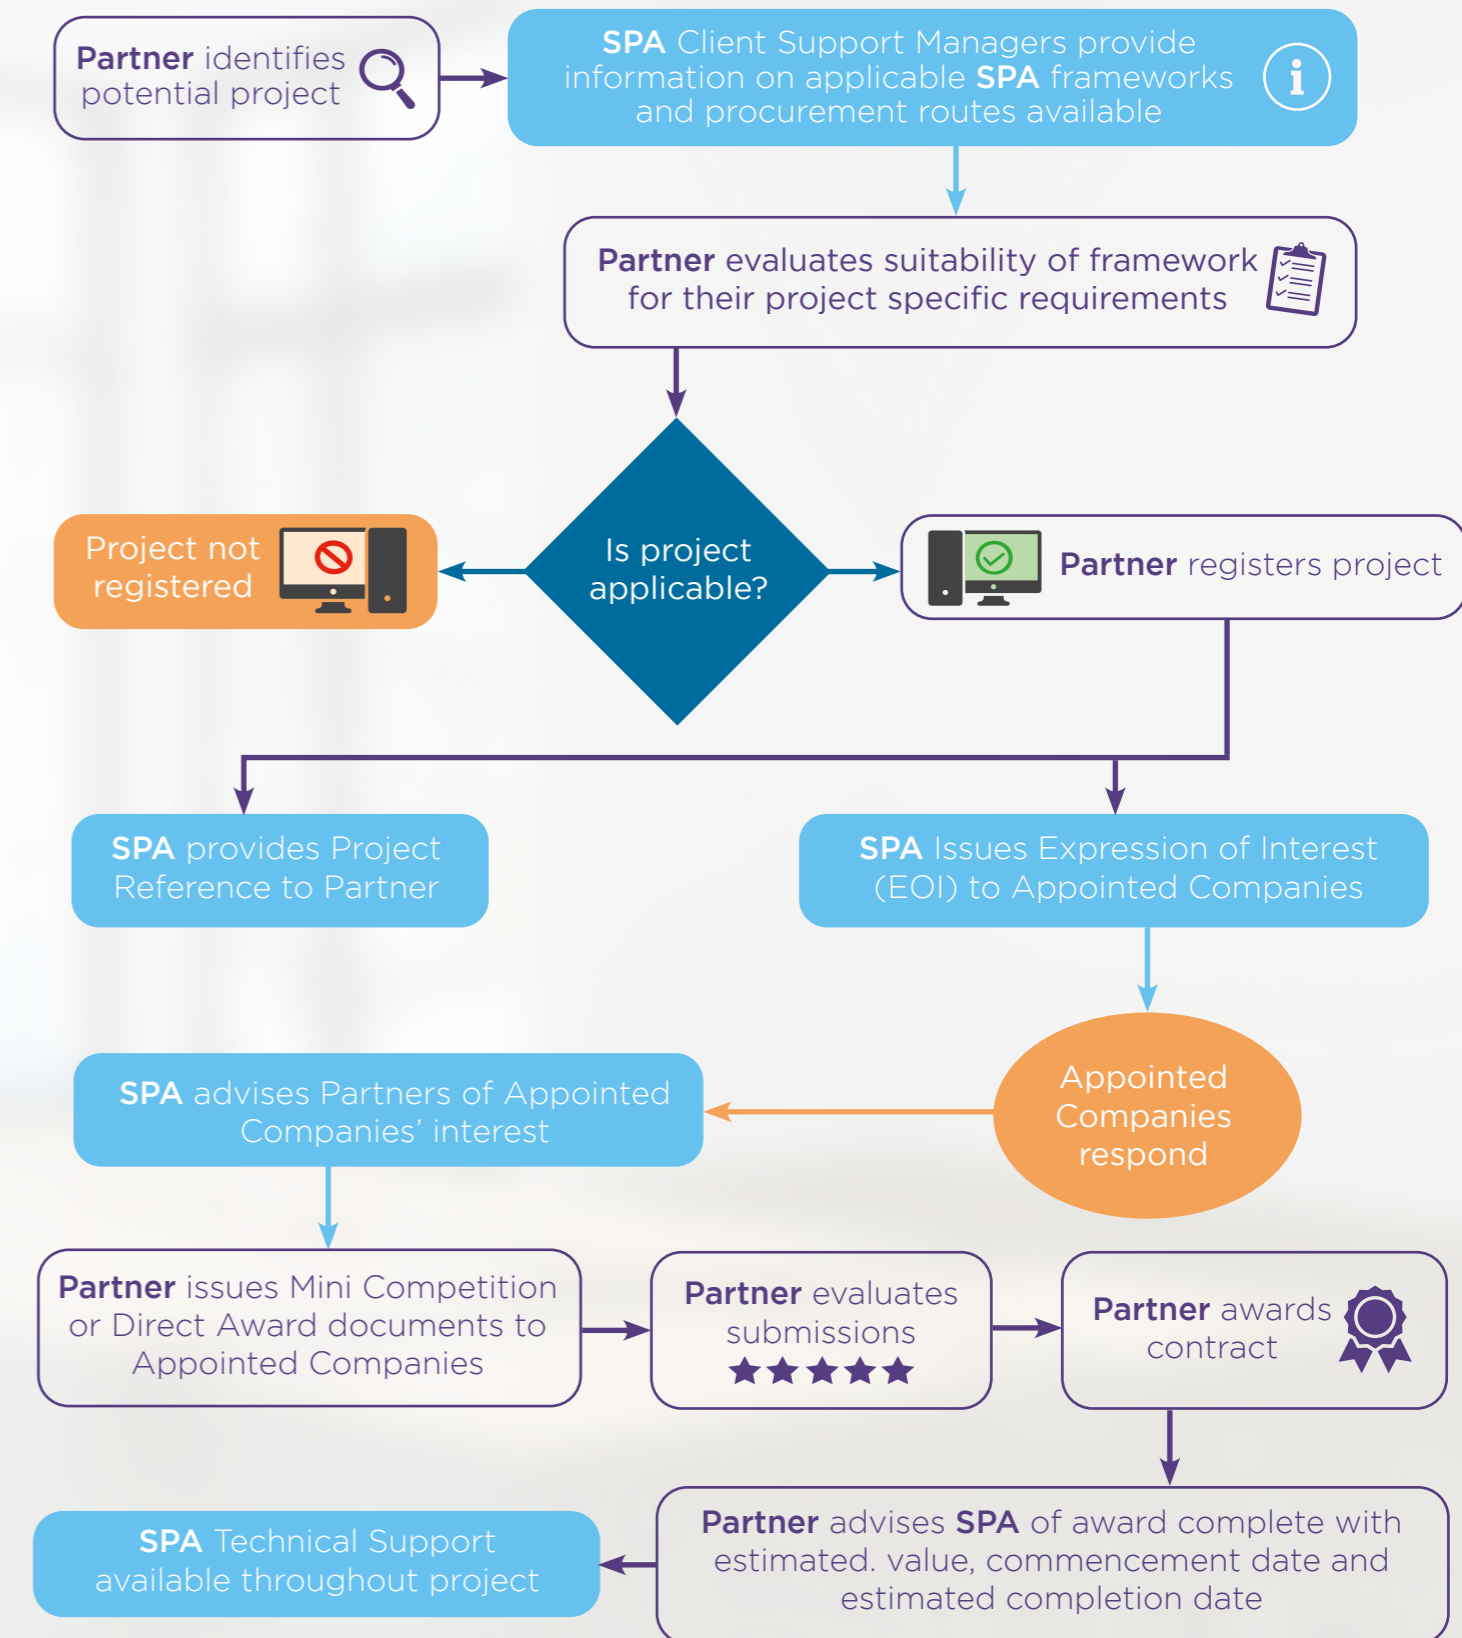 Partner identifies
potential project
SPA Client Support Managers provide
information on applicable SPA frameworks
and procurement routes available
i
Partner evaluates suitability of framework
for their project specific requirements
Is project
applicable?
Project not
registered
Partner registers project
SPA provides Project
Reference to Partner
SPA Issues Expression of Interest
(EOI) to Appointed Companies
Appointed
Companies
respond
SPA advises Partners of Appointed
Companies’ interest
Partner issues Mini Competition
or Direct Award documents to
Appointed Companies
Partner evaluates
submissions
Partner awards
contract
Partner advises SPA of award complete with
estimated. value, commencement date and
estimated completion date
SPA Technical Support
available throughout project